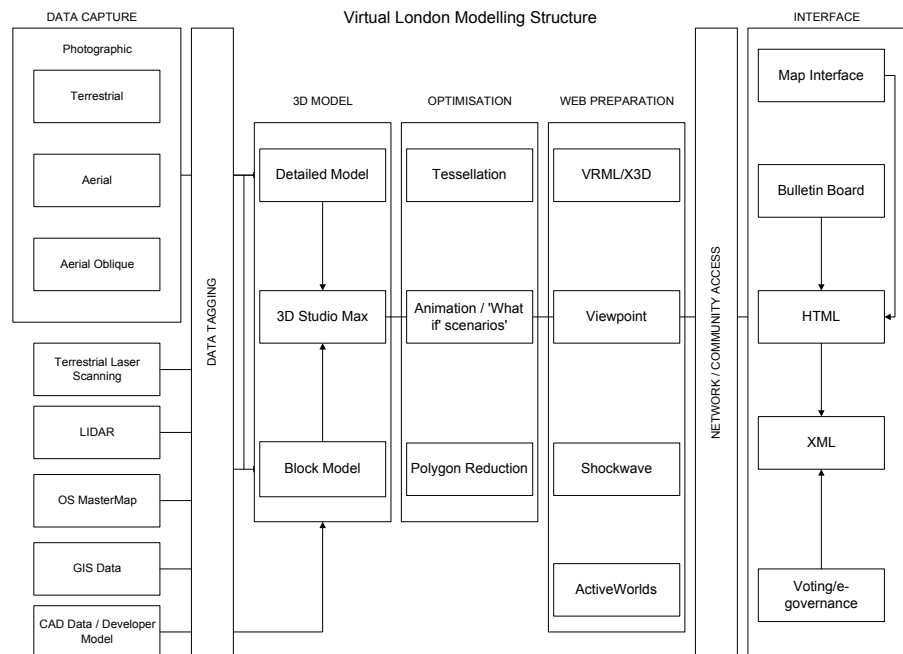 DATA CAPTURE
Virtual London Modelling Structure
INTERFACE
Photographic
Terrestrial
Aerial
Aerial Oblique
Terrestrial Laser
Scanning
LIDAR
OS MasterMap
GIS Data
CAD Data / Developer
Model
DATA TAGGING
3D MODEL
Detailed Model
3D Studio Max
Block Model
OPTIMISATION
Tessellation
Animation / 'What
if' scenarios'
Polygon Reduction
WEB PREPARATION
VRML/X3D
Viewpoint
Shockwave
ActiveWorlds
NETWORK / COMMUNITY ACCESS
Map Interface
Bulletin Board
HTML
XML
Voting/e-
governance